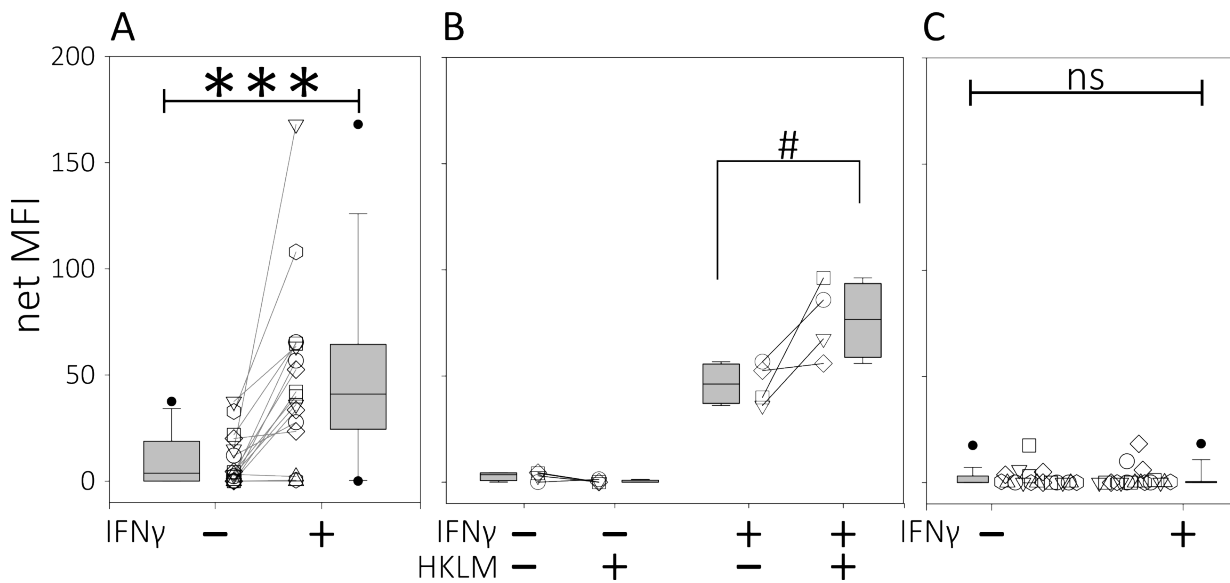 A B C
200
*** ns
150
#
100
net MFI
50
0
IFNγ − + IFNγ − − + + IFNγ − +
HKLM − + − +